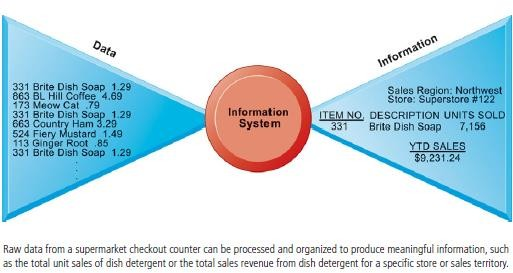 Data
331 Brite Dish Soap 1.29
863 BL Hill Coffee 4.69
173 Meow Cat .79
331 Brite Dish Soap 1.29
663 Country Ham 3.29
524 Fiery Mustard 1.49
113 Ginger Root .85
331 Brite Dish Soap 1.29
.
.
.
Information
System
Information
Sales Region: Northwest
Store: Superstore #122
ITEM NO. DESCRIPTION UNITS SOLD
331 Brite Dish Soap 7,156
YTD SALES
$9,231.24
Raw data from a supermarket checkout counter can be processed and organized to produce meaningful information, such
as the total unit sales of dish detergent or the total sales revenue from dish detergent for a specific store or sales territory.